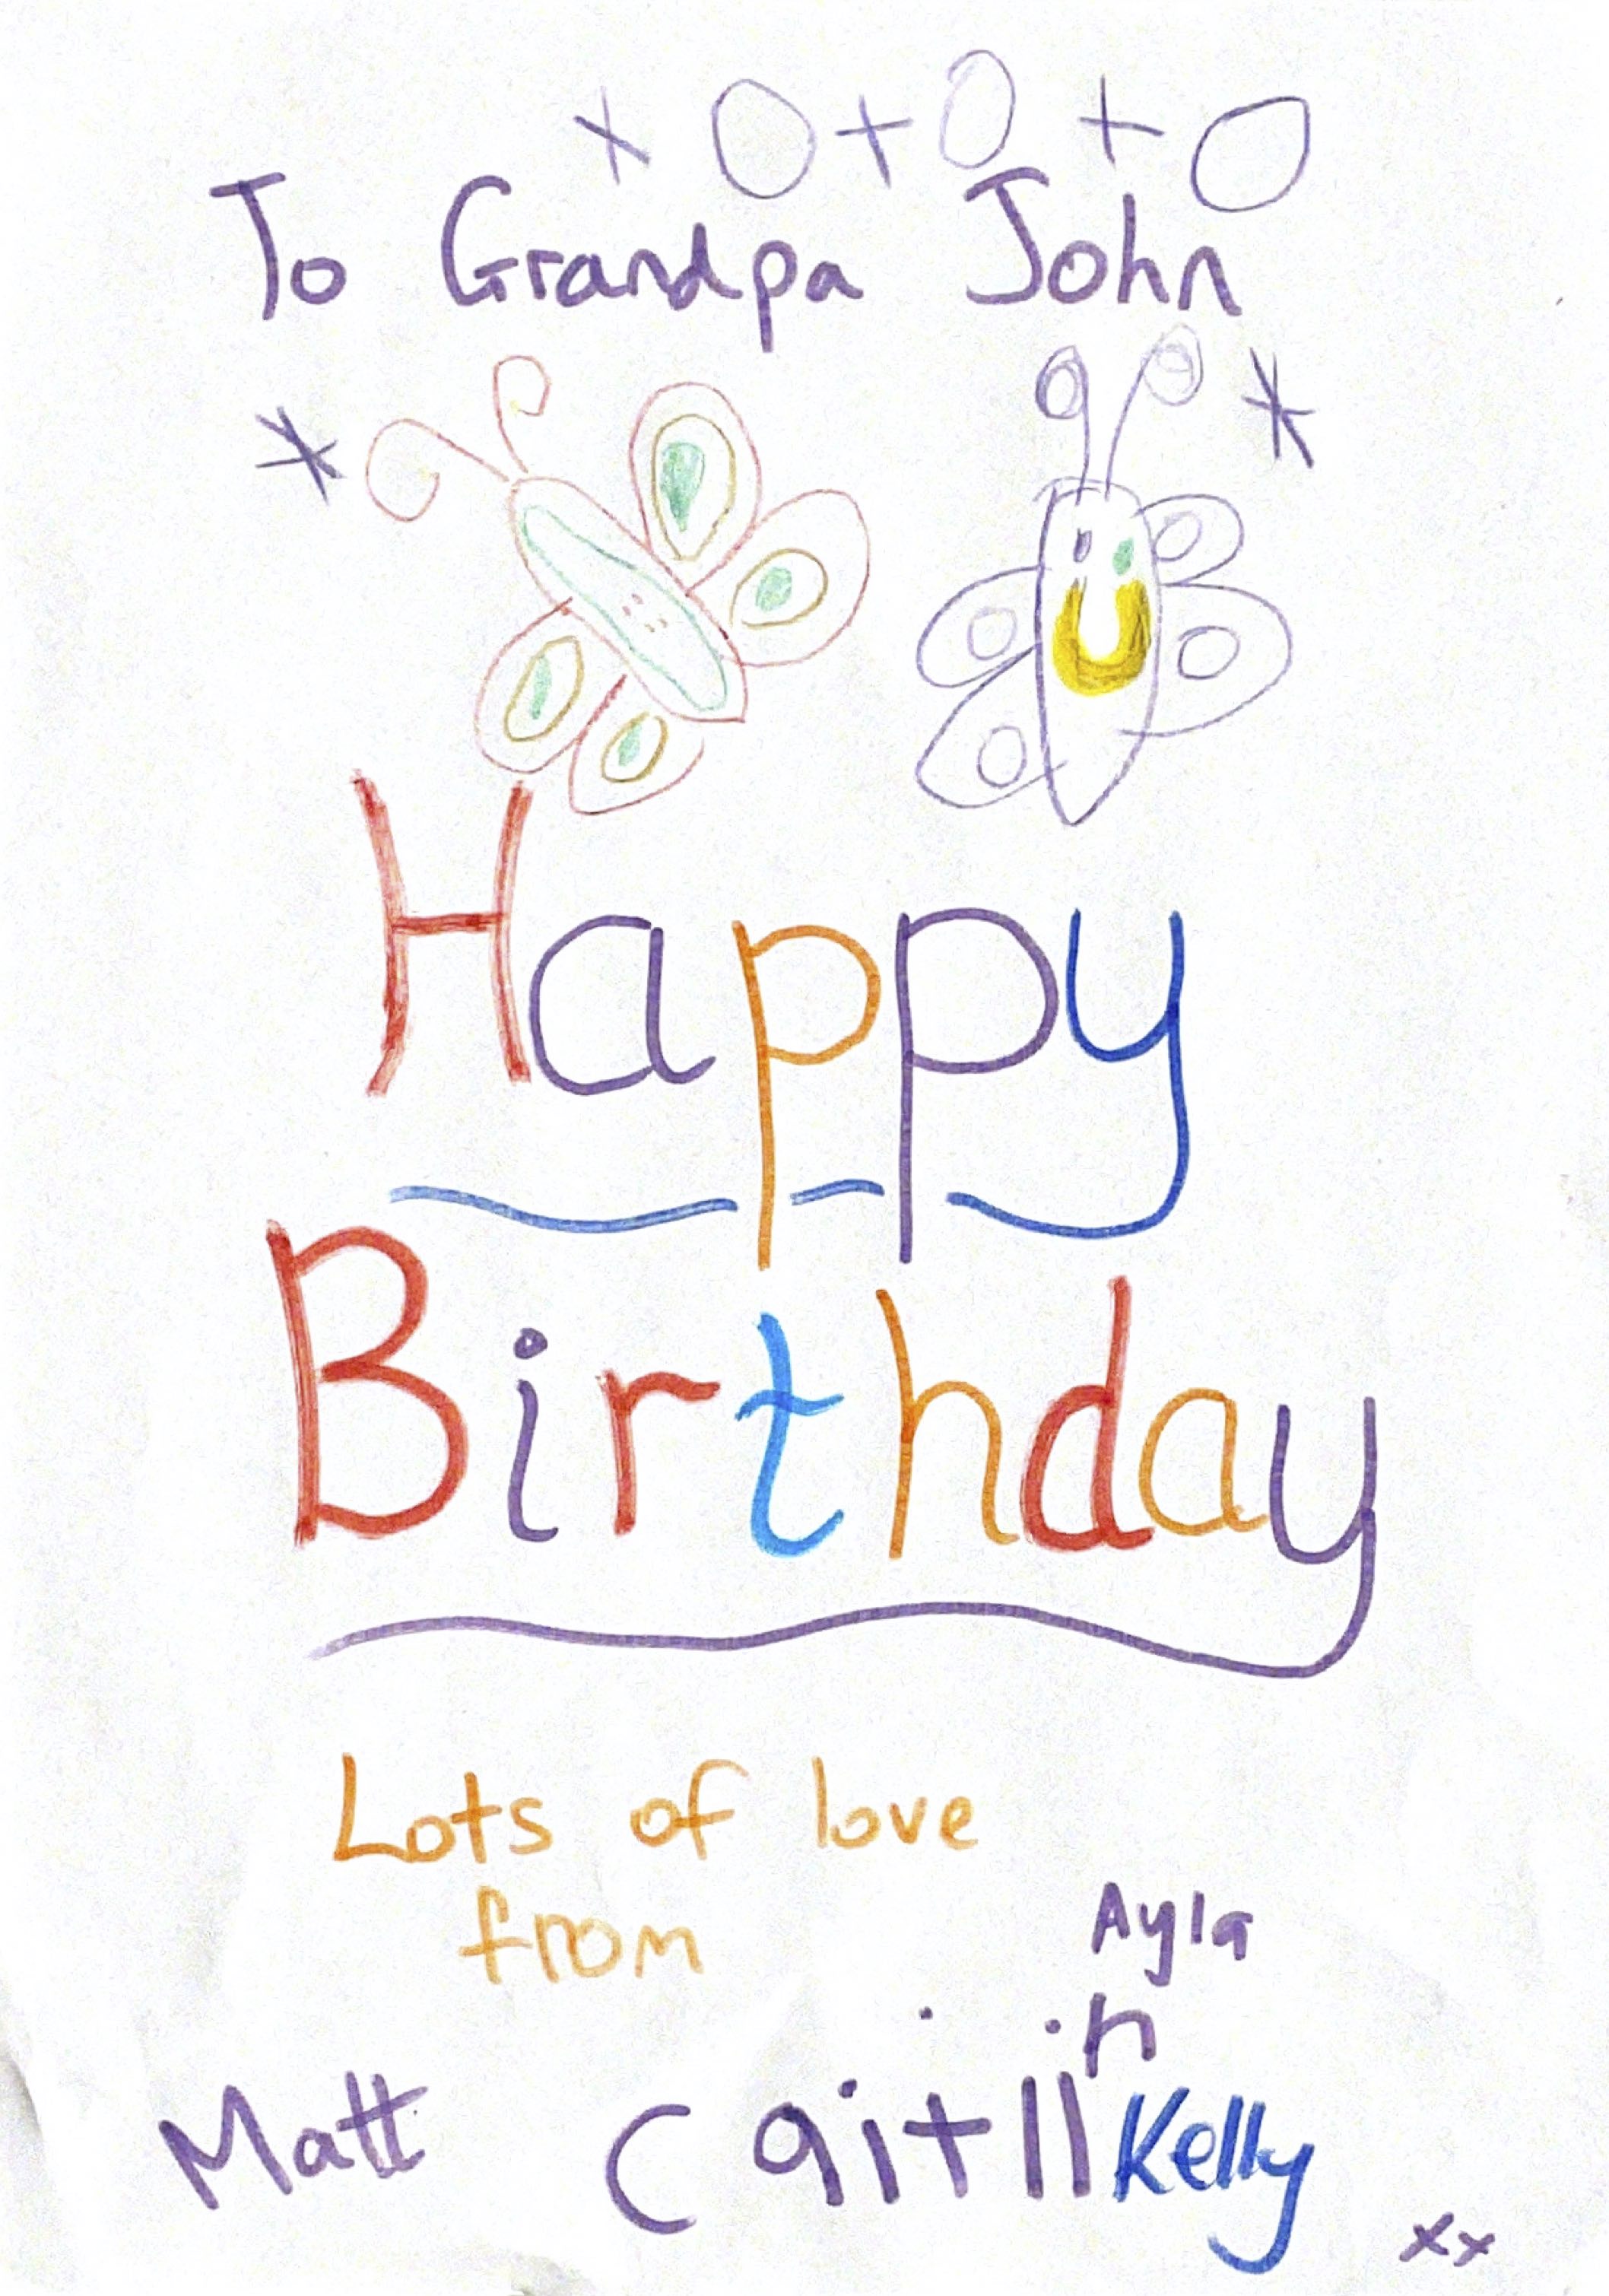 x O + O + O
To Grandpa John
Happy
Birthday
Lots of love
from
Ayla
Matt Caitlin Kelly
xx